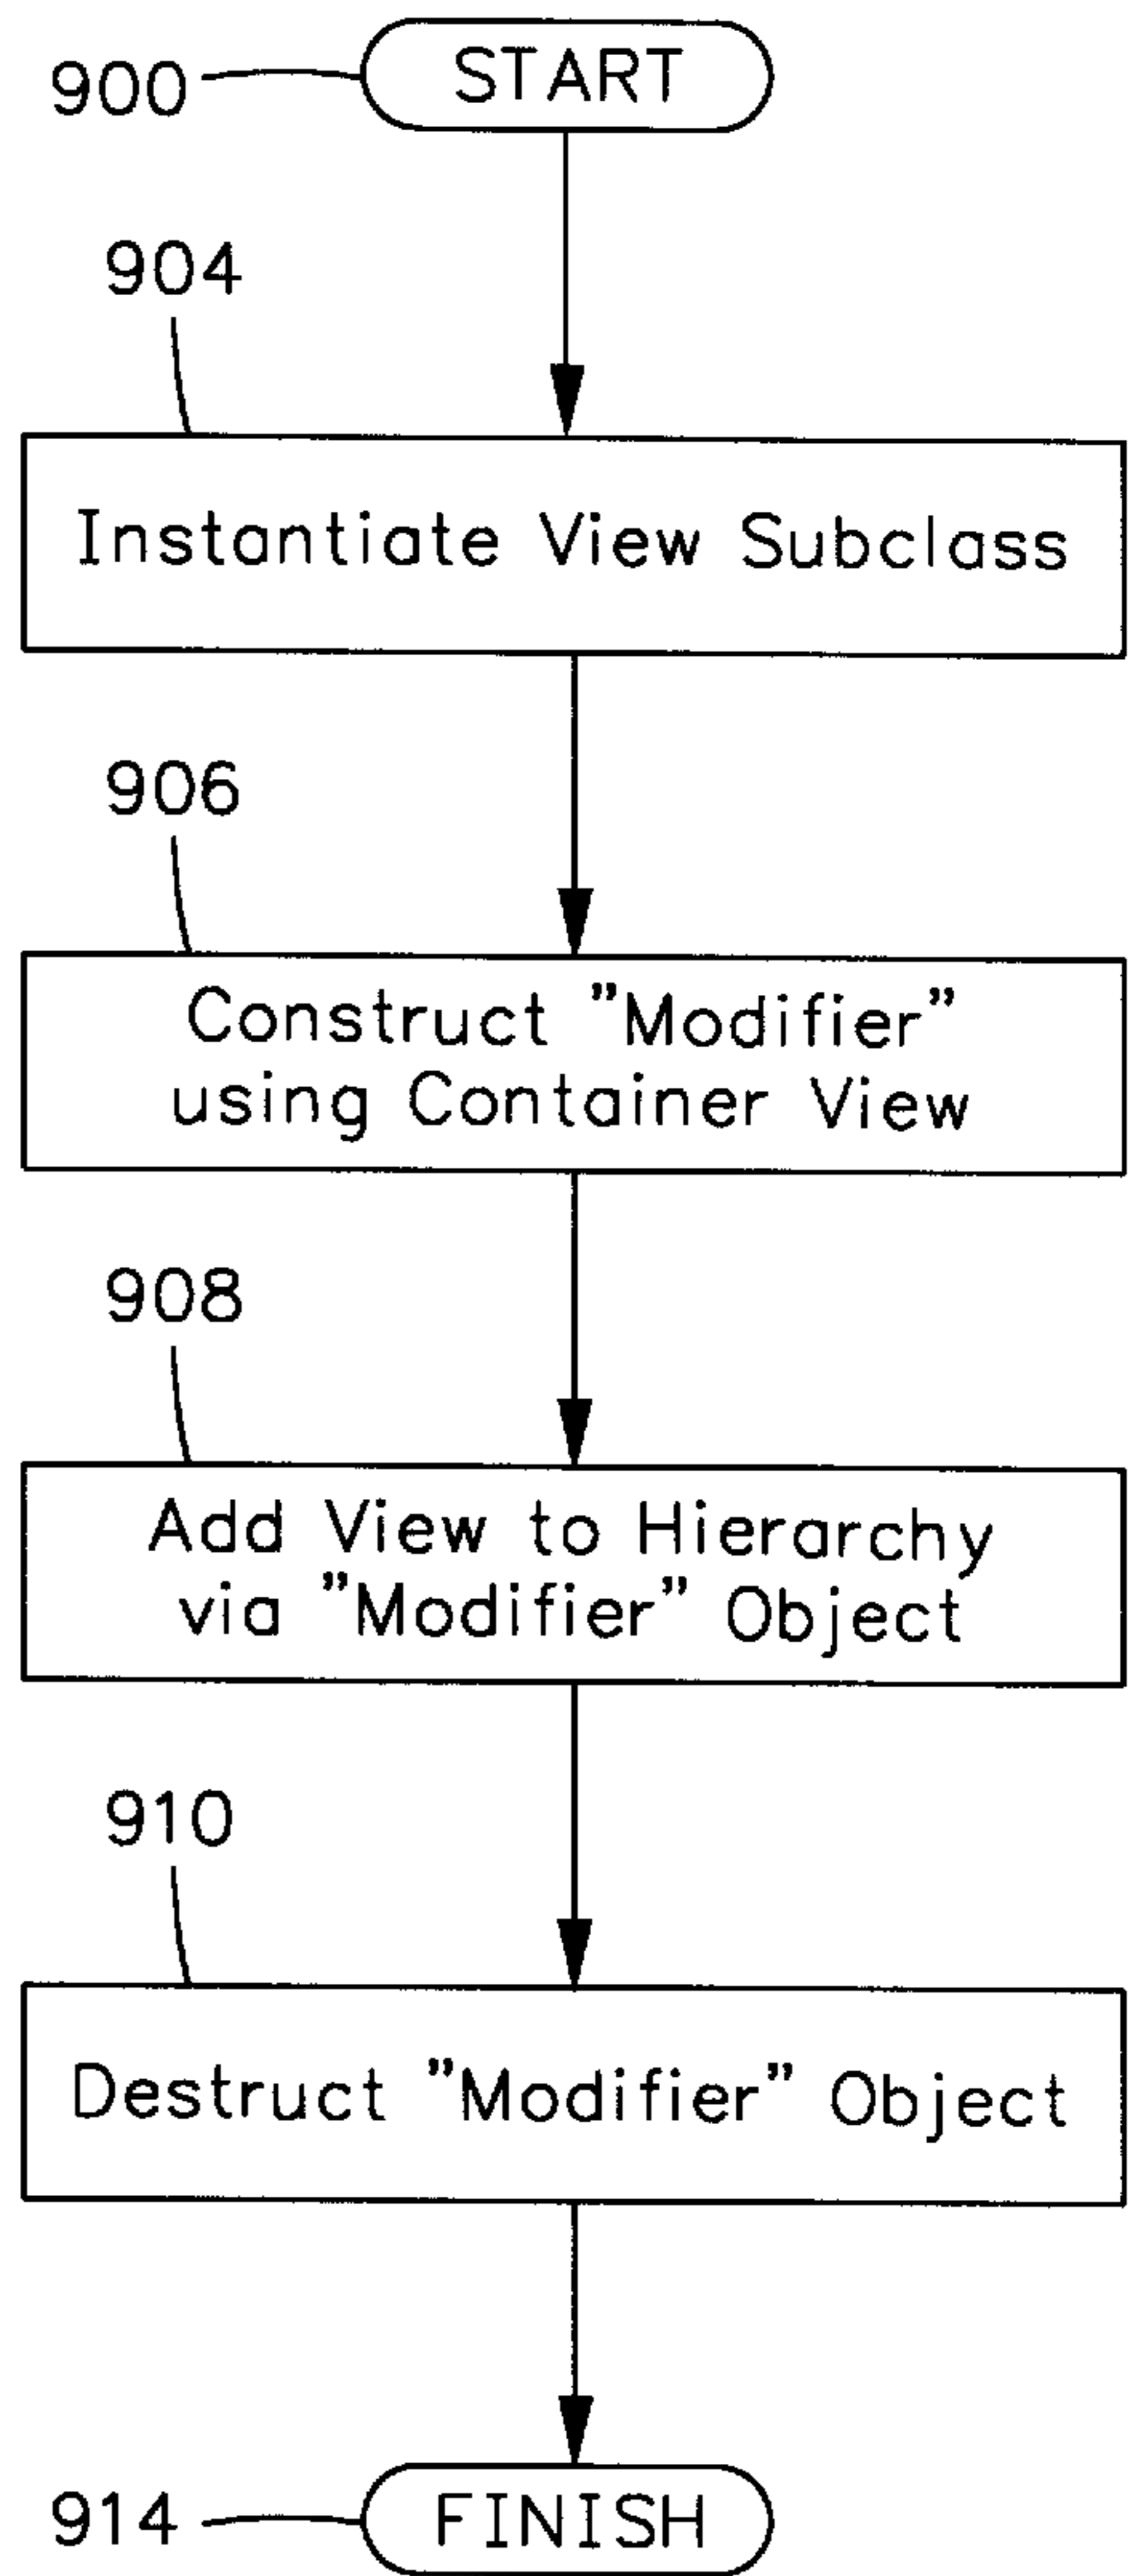 900
START
904
Instantiate View Subclass
906
Construct "Modifier"
using Container View
908
Add View to Hierarchy
via "Modifier" Object
910
Destruct "Modifier" Object
914
FINISH